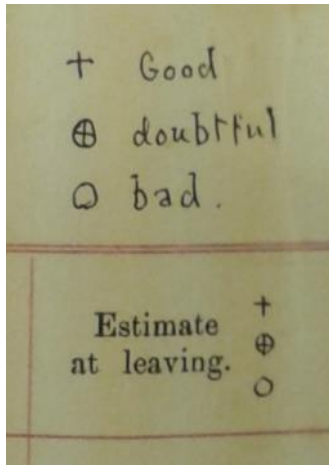 + Good
⊕ doubtful
○ bad.
Estimate
at leaving.
+
⊕
○